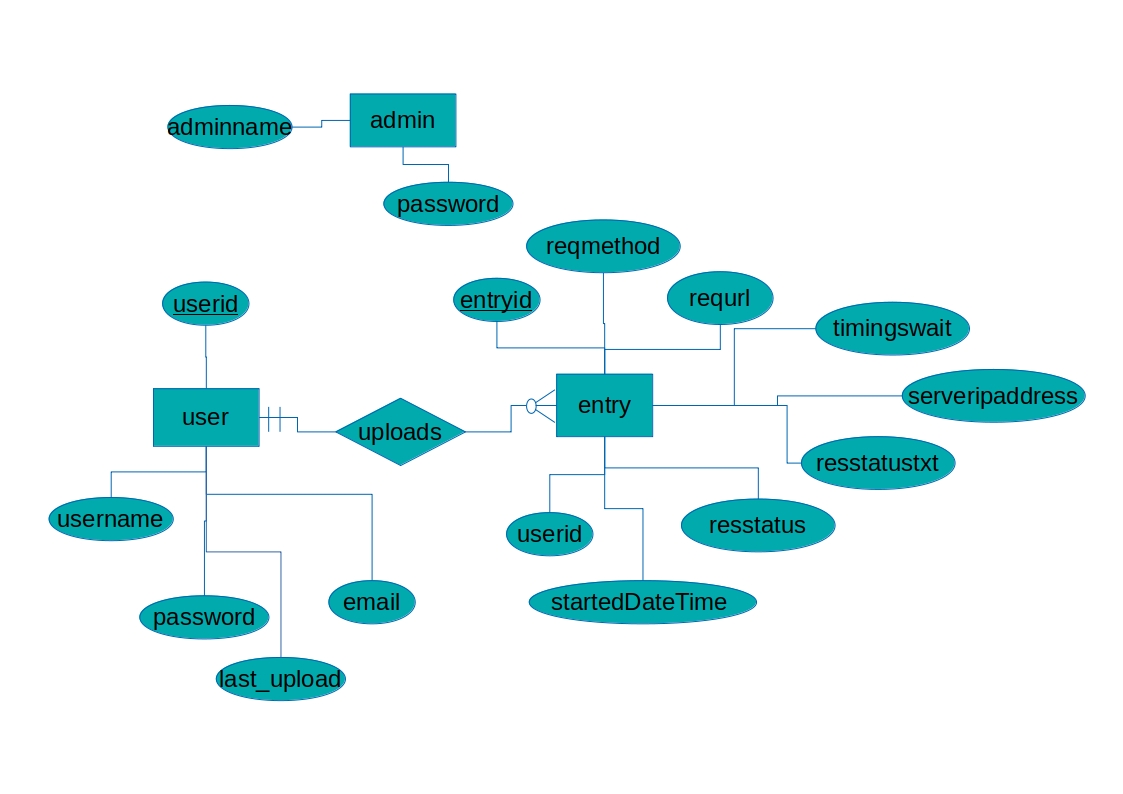 admin
adminname
password
reqmethod
entryid
requrl
userid
timingswait
serveripaddress
user
entry
uploads
resstatustxt
username
resstatus
userid
startedDateTime
email
password
last_upload